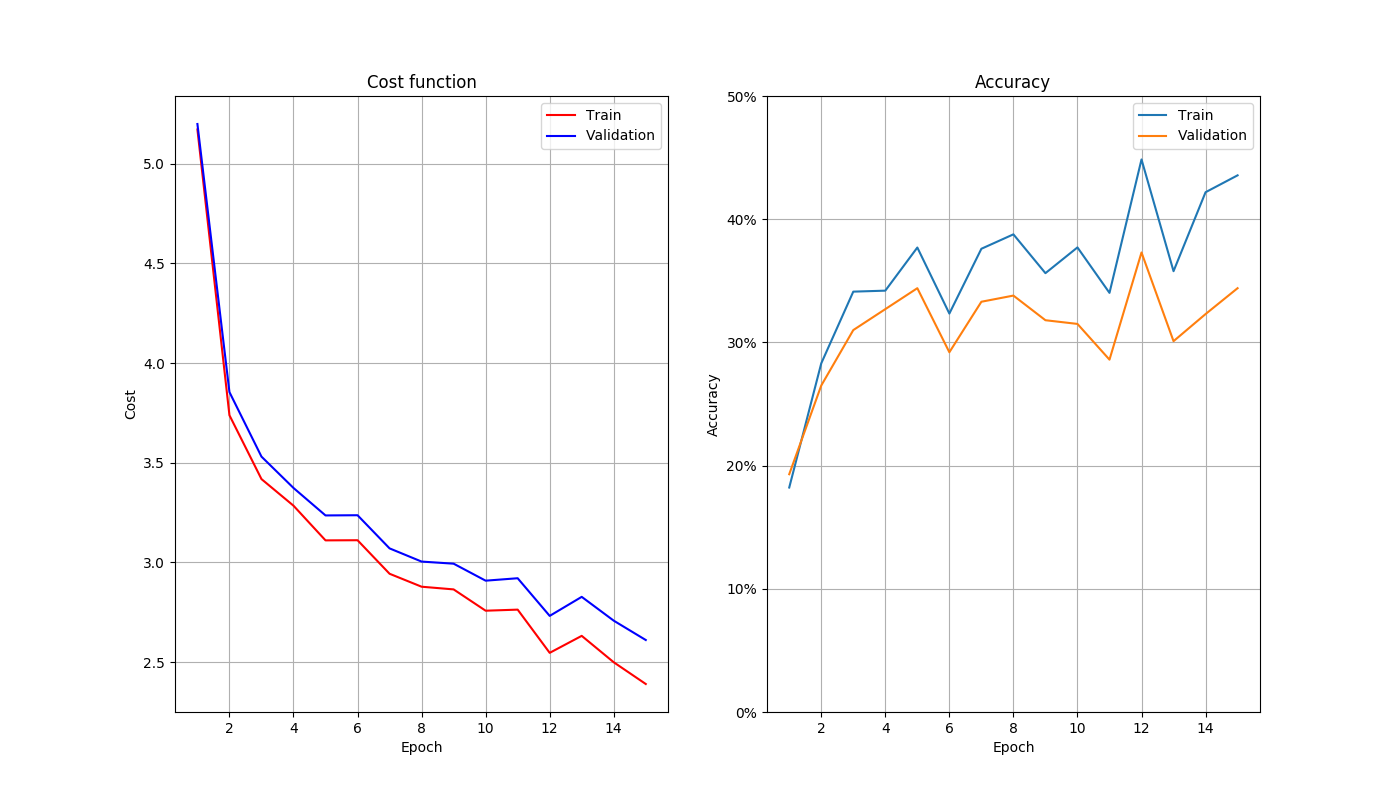 Cost function
Train
Validation
5.0
4.5
4.0
3.5
3.0
2.5
Cost
2 4 6 8 10 12 14
Epoch
Accuracy
Train
Validation
50%
40%
30%
20%
10%
0%
Accuracy
2 4 6 8 10 12 14
Epoch